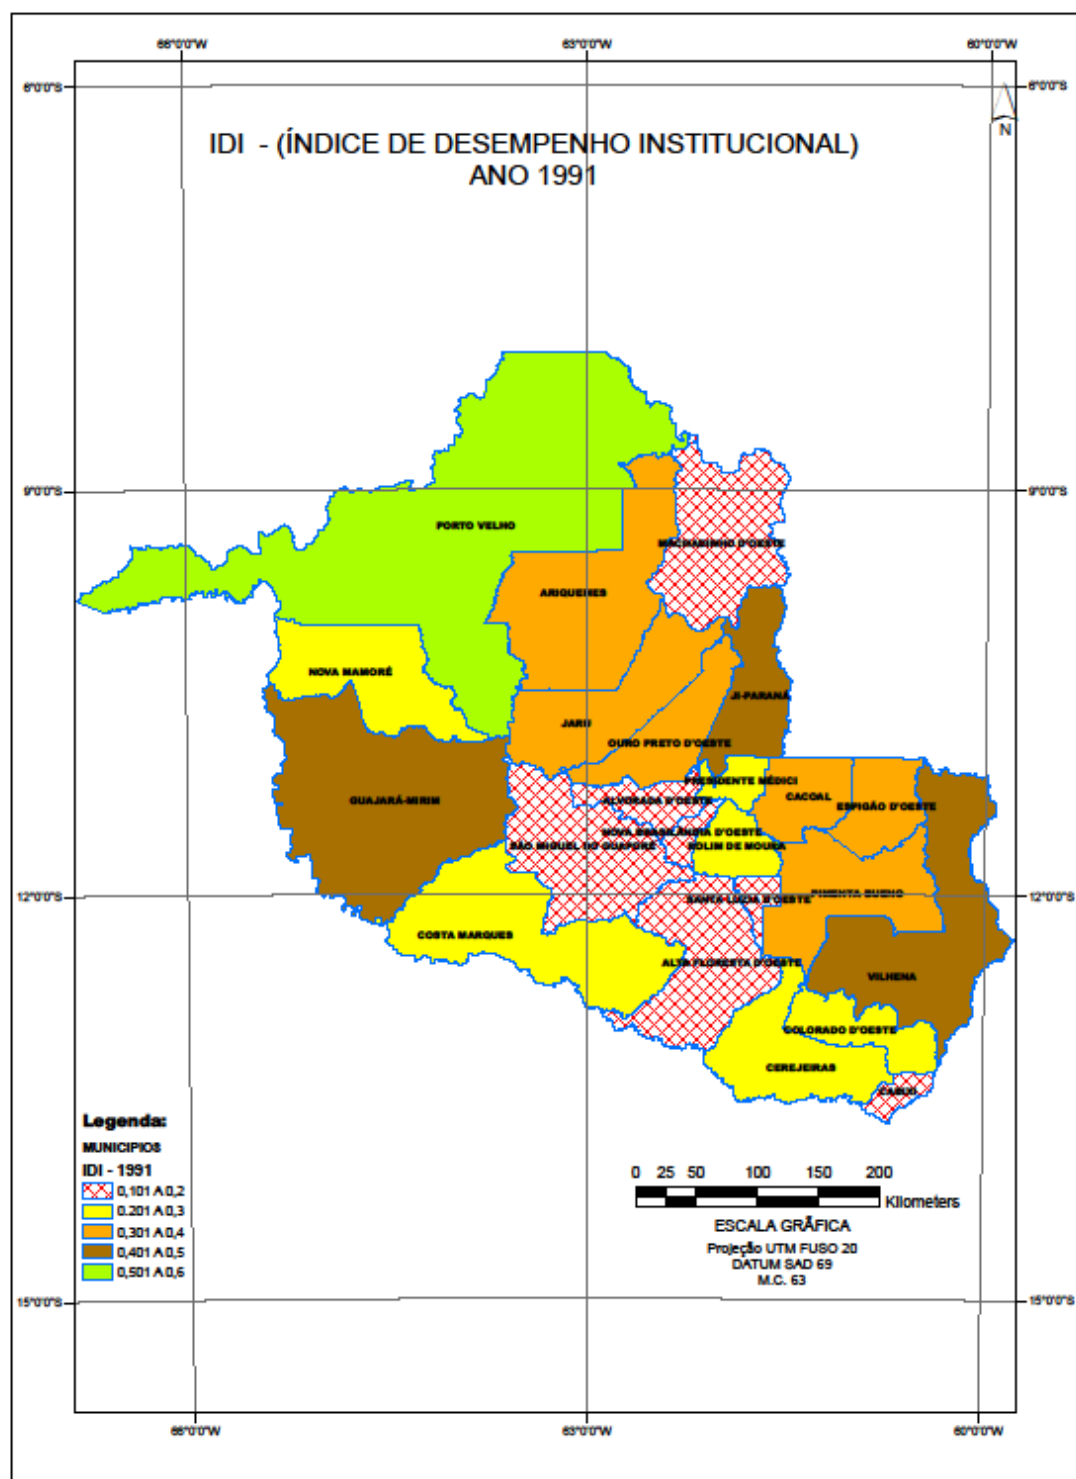 66°0'0"W 63°0'0"W 60°0'0"W
6°0'0"S 6°0'0"S
N
IDI - (ÍNDICE DE DESEMPENHO INSTITUCIONAL)
ANO 1991
9°0'0"S 9°0'0"S
PORTO VELHO
MACHADINHO D'OESTE
ARIQUEMES
NOVA MAMORÉ
JI-PARANÁ
JARU
OURO PRETO D'OESTE
PRESIDENTE MÉDICI
GUAJARÁ-MIRIM
ALVORADA D'OESTE
CACOAL
ESPIGÃO D'OESTE
NOVA BRASILÂNDIA D'OESTE
SÃO MIGUEL DO GUAPORÉ
ROLIM DE MOURA
12°0'0"S 12°0'0"S
PIMENTA BUENO
SANTA LUZIA D'OESTE
COSTA MARQUES
ALTA FLORESTA D'OESTE
VILHENA
COLORADO D'OESTE
CEREJEIRAS
CABIXI
Legenda:
MUNICIPIOS
IDI - 1991
0,101 A 0,2
0.201 A 0,3
0,301 A 0,4
0,401 A 0,5
0,501 A 0,6
0 25 50 100 150 200
Kilometers
ESCALA GRÃFICA
Projeção UTM FUSO 20
DATUM SAD 69
M.C. 63
15°0'0"S 15°0'0"S
66°0'0"W 63°0'0"W 60°0'0"W